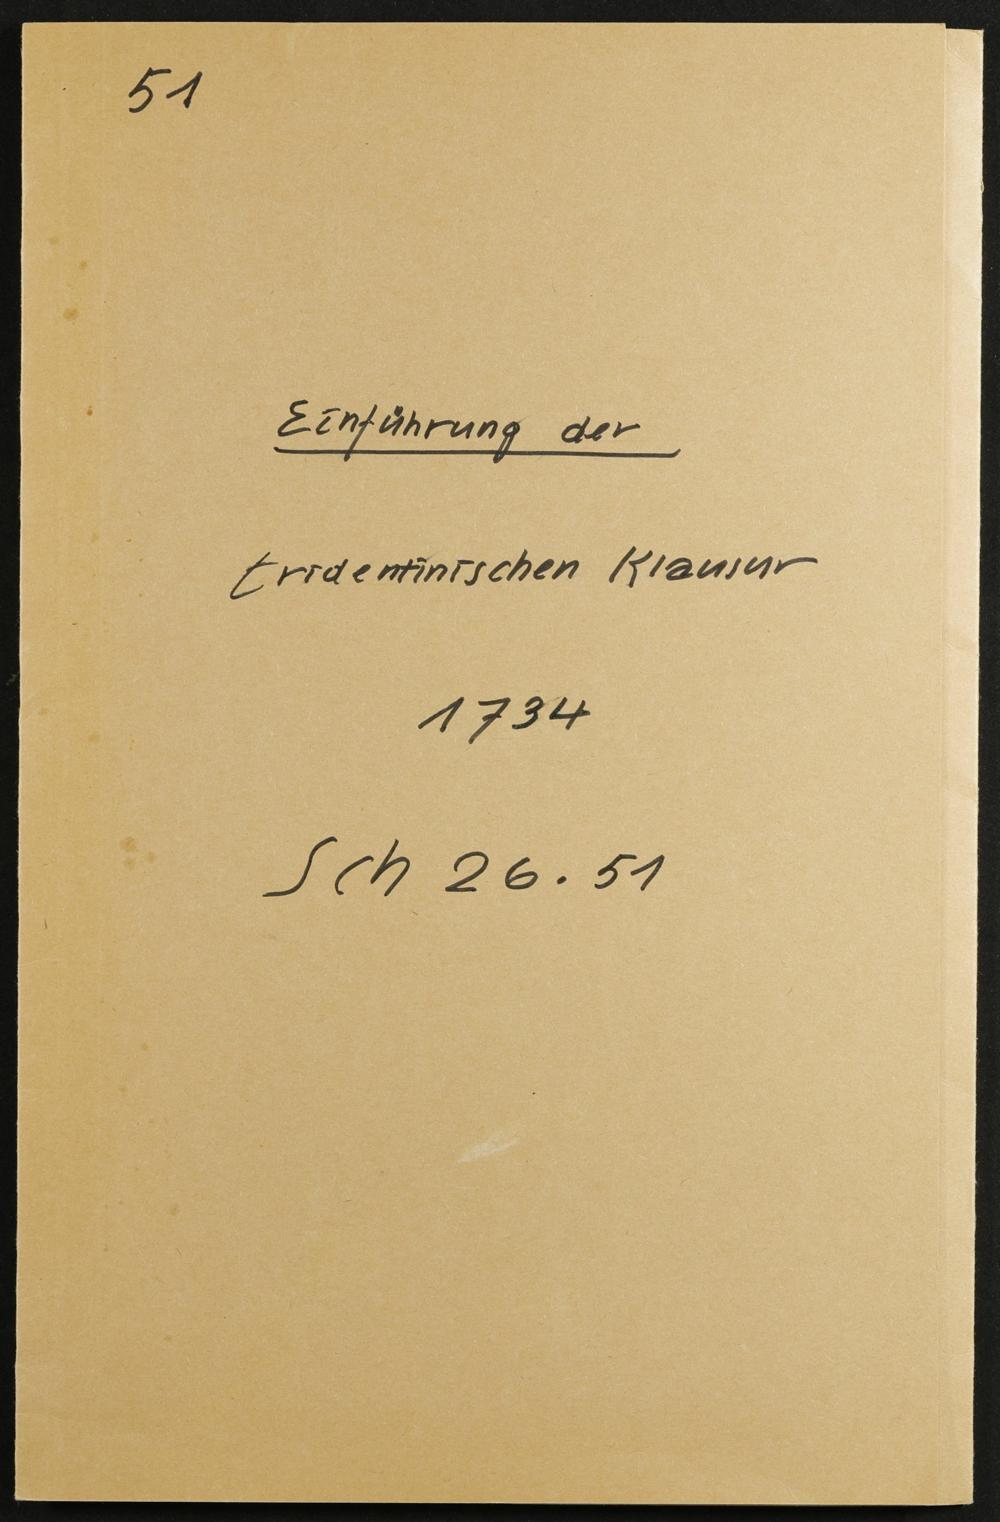 51
Einführung der
tridentinischen Klausur
1734
Sch 26.51